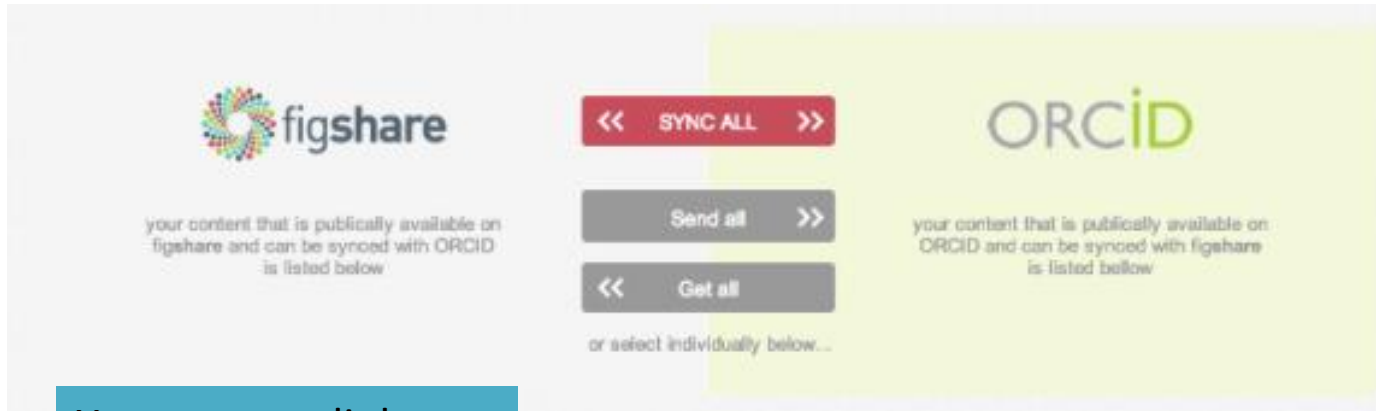 figshare
your content that is publically available on
figshare and can be synced with ORCID
is listed below
<< SYNC ALL >>
Send all >>
<< Get all
or select individually below...
ORCiD
your content that is publically available on
ORCID and can be synced with figshare
is listed bellow